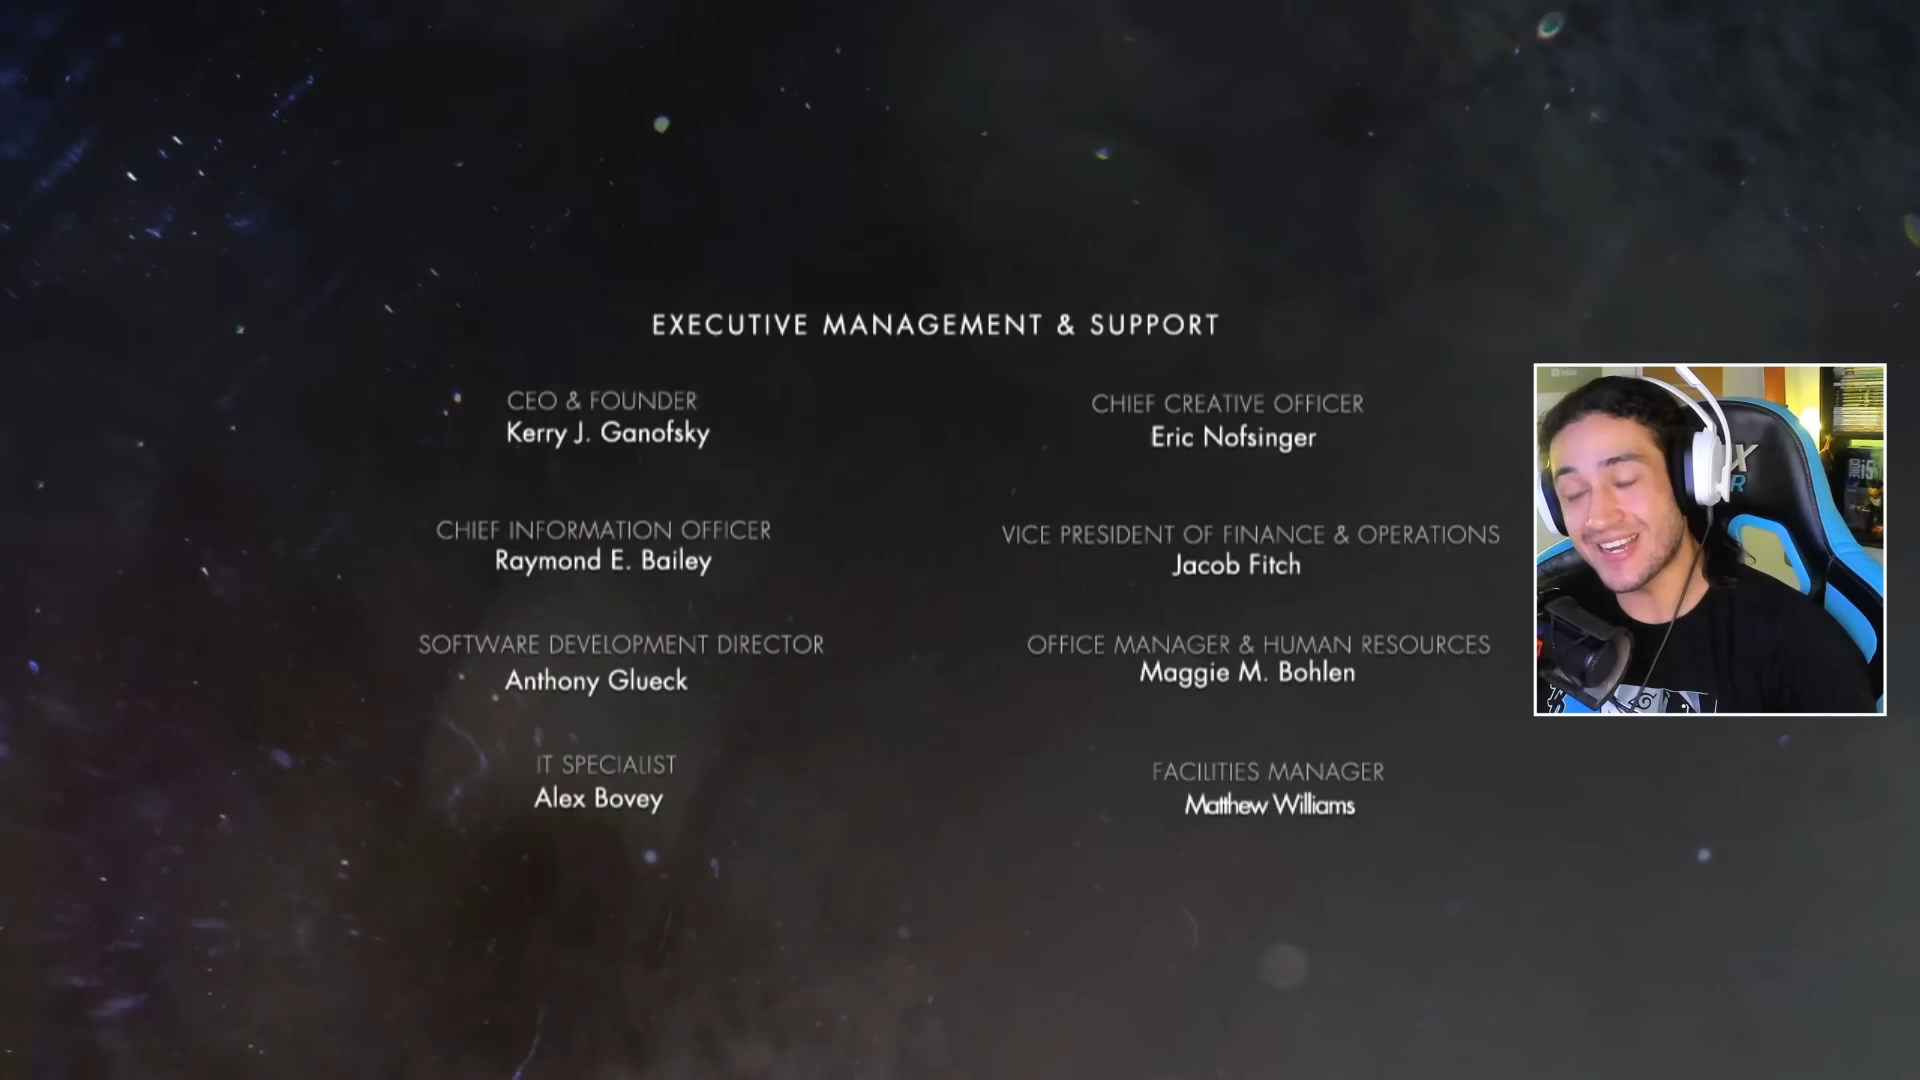 EXECUTIVE MANAGEMENT & SUPPORT
CEO & FOUNDER
Kerry J. Ganofsky
CHIEF CREATIVE OFFICER
Eric Nofsinger
CHIEF INFORMATION OFFICER
Raymond E. Bailey
VICE PRESIDENT OF FINANCE & OPERATIONS
Jacob Fitch
SOFTWARE DEVELOPMENT DIRECTOR
Anthony Glueck
OFFICE MANAGER & HUMAN RESOURCES
Maggie M. Bohlen
IT SPECIALIST
Alex Bovey
FACILITIES MANAGER
Matthew Williams
X
R
CORE i5